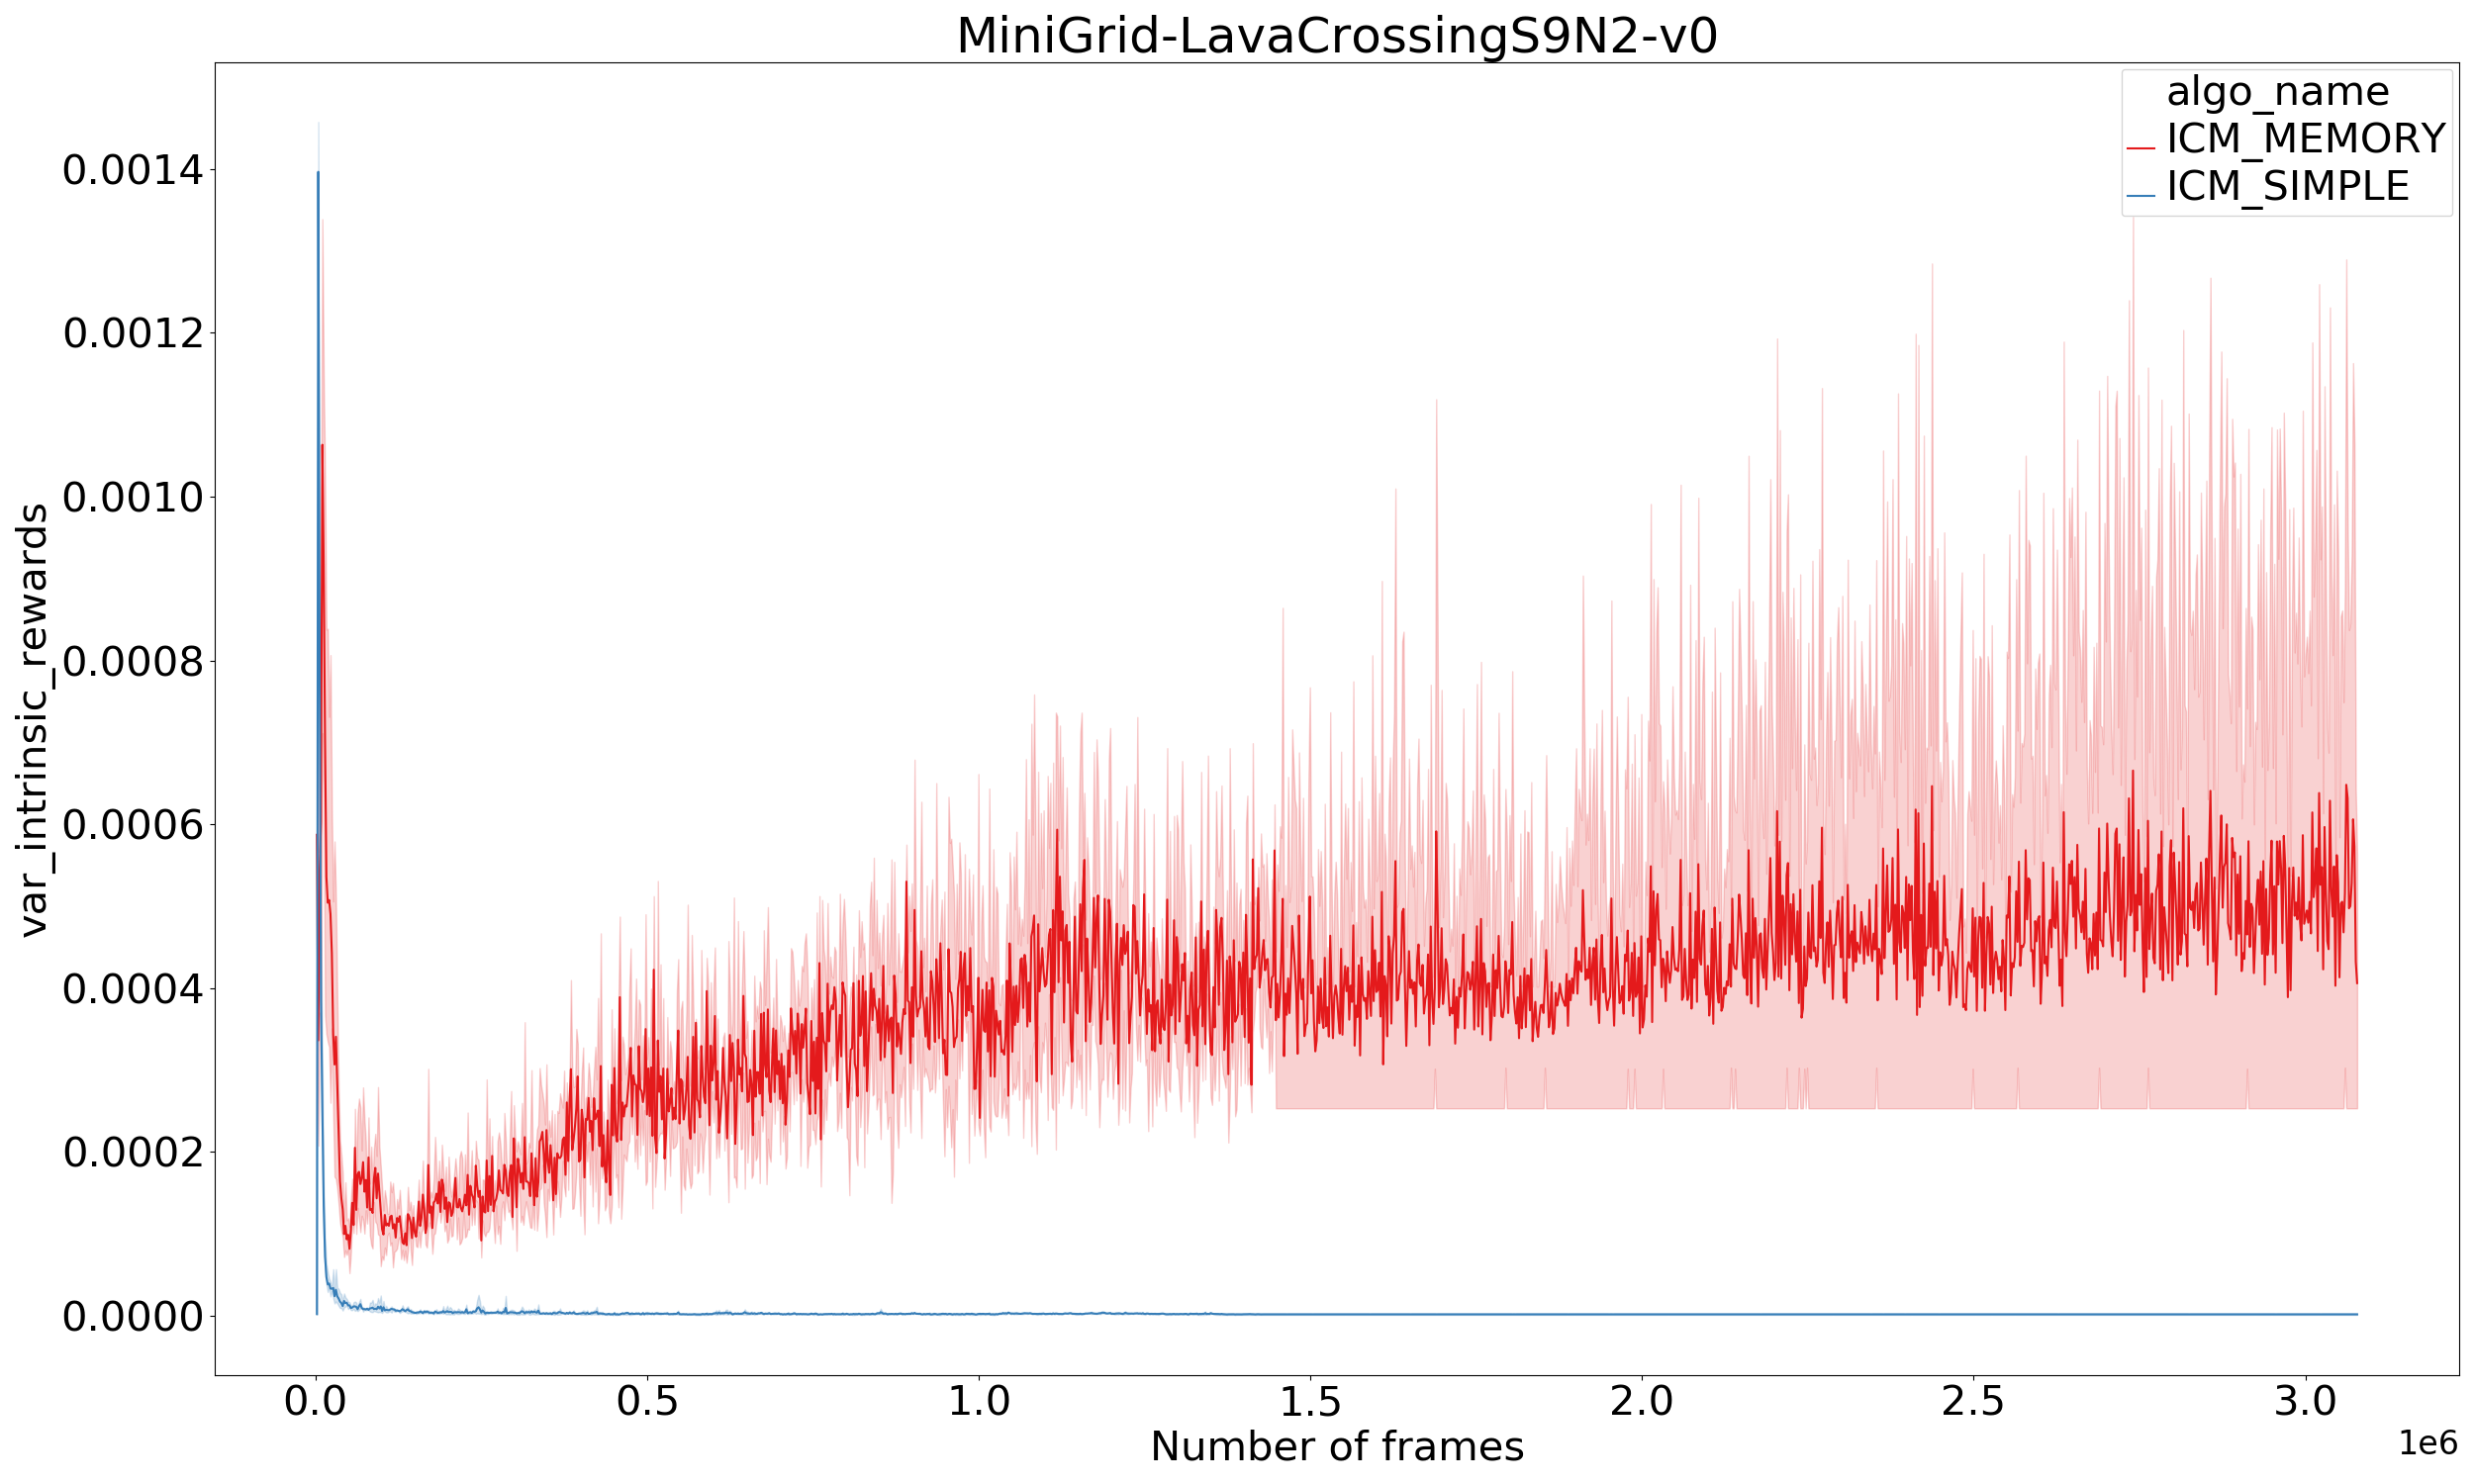 MiniGrid-LavaCrossingS9N2-v0
algo_name
ICM_MEMORY
ICM_SIMPLE
var_intrinsic_rewards
0.0014
0.0012
0.0010
0.0008
0.0006
0.0004
0.0002
0.0000
0.0 0.5 1.0 1.5 2.0 2.5 3.0
Number of frames
1e6